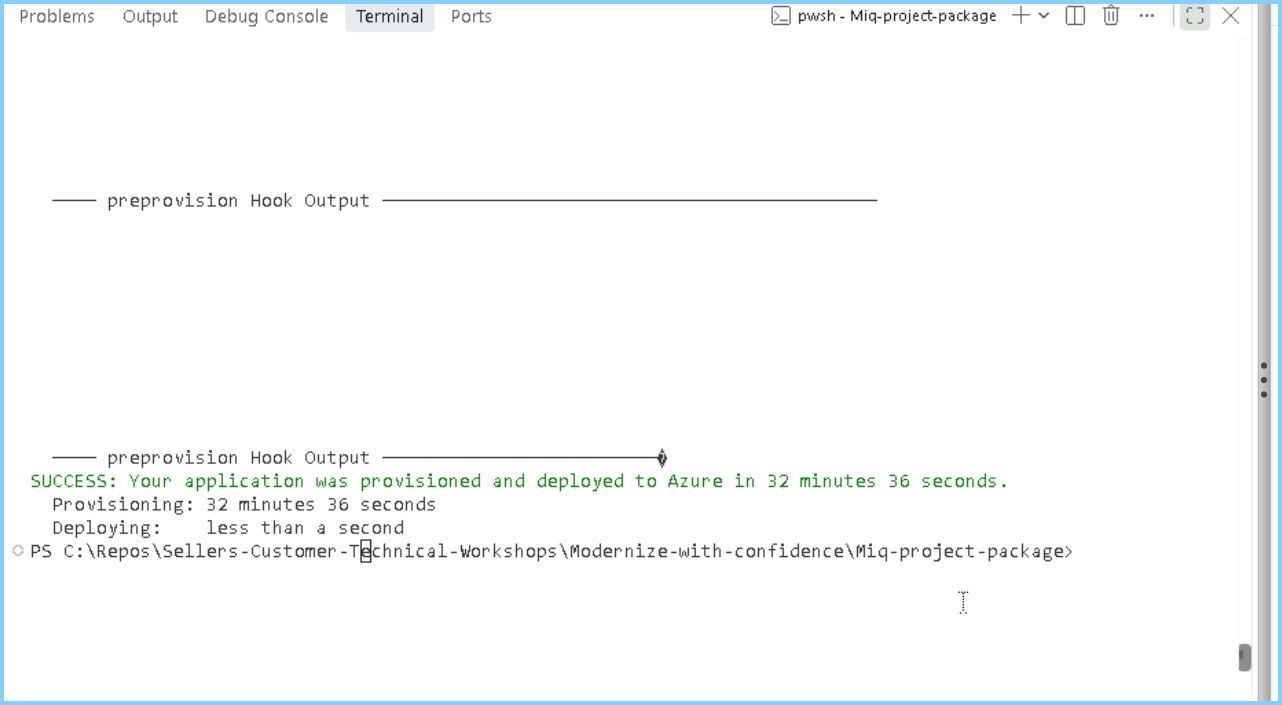 Problems Output Debug Console Terminal Ports pwsh - Miq-project-package
preprovision Hook Output
preprovision Hook Output
SUCCESS: Your application was provisioned and deployed to Azure in 32 minutes 36 seconds.
Provisioning: 32 minutes 36 seconds
Deploying: less than a second
PS C:\Repos\Sellers-Customer-Technical-Workshops\Modernize-with-confidence\Miq-project-package>